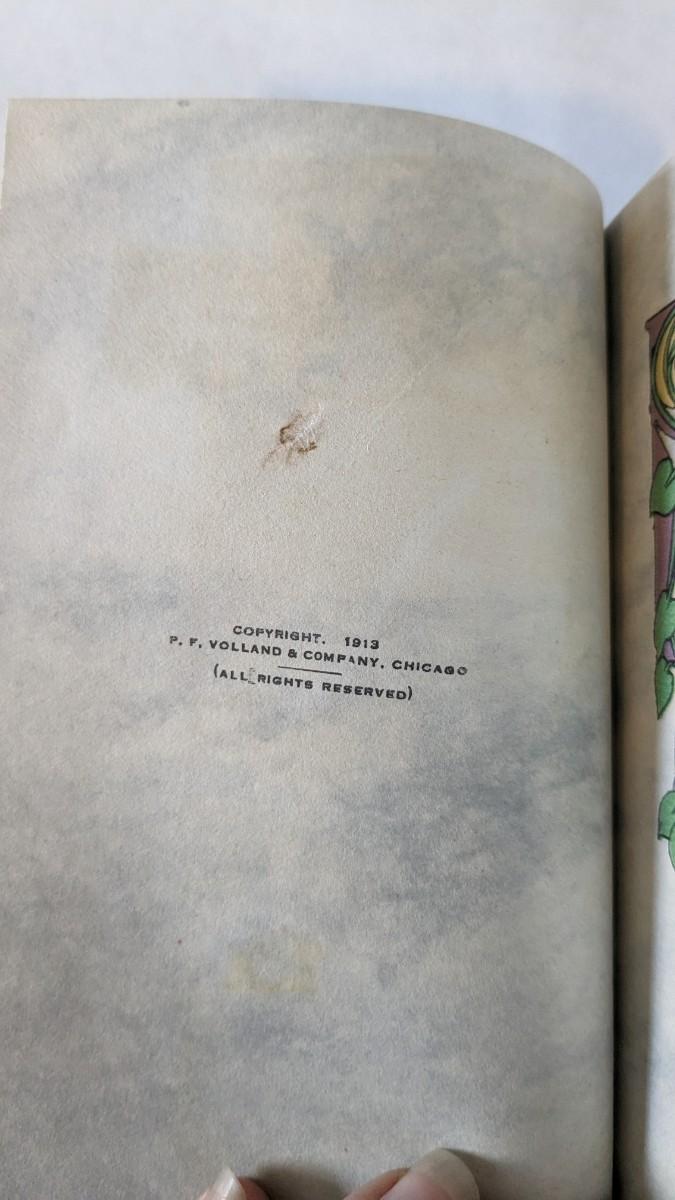 COPYRIGHT. 1913
P. F. VOLLAND & COMPANY, CHICAGO
(ALL RIGHTS RESERVED)